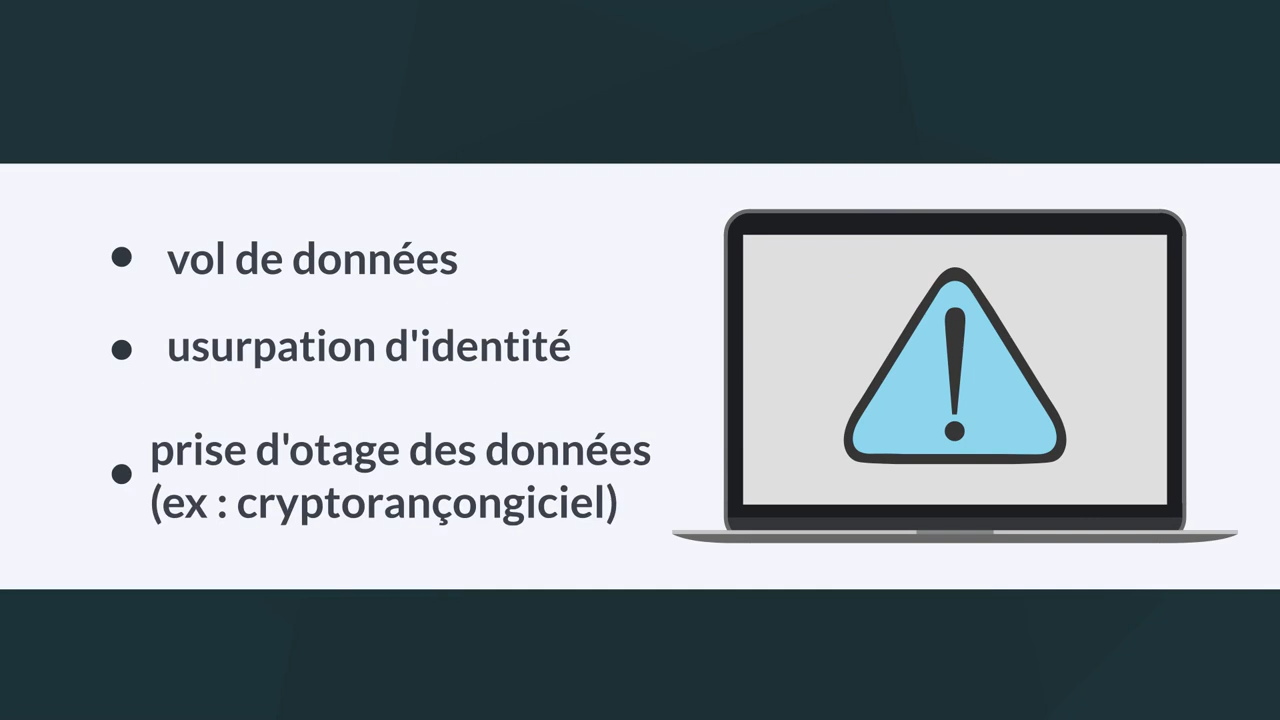 vol de données
usurpation d'identité
prise d'otage des données
(ex : cryptorançongiciel)